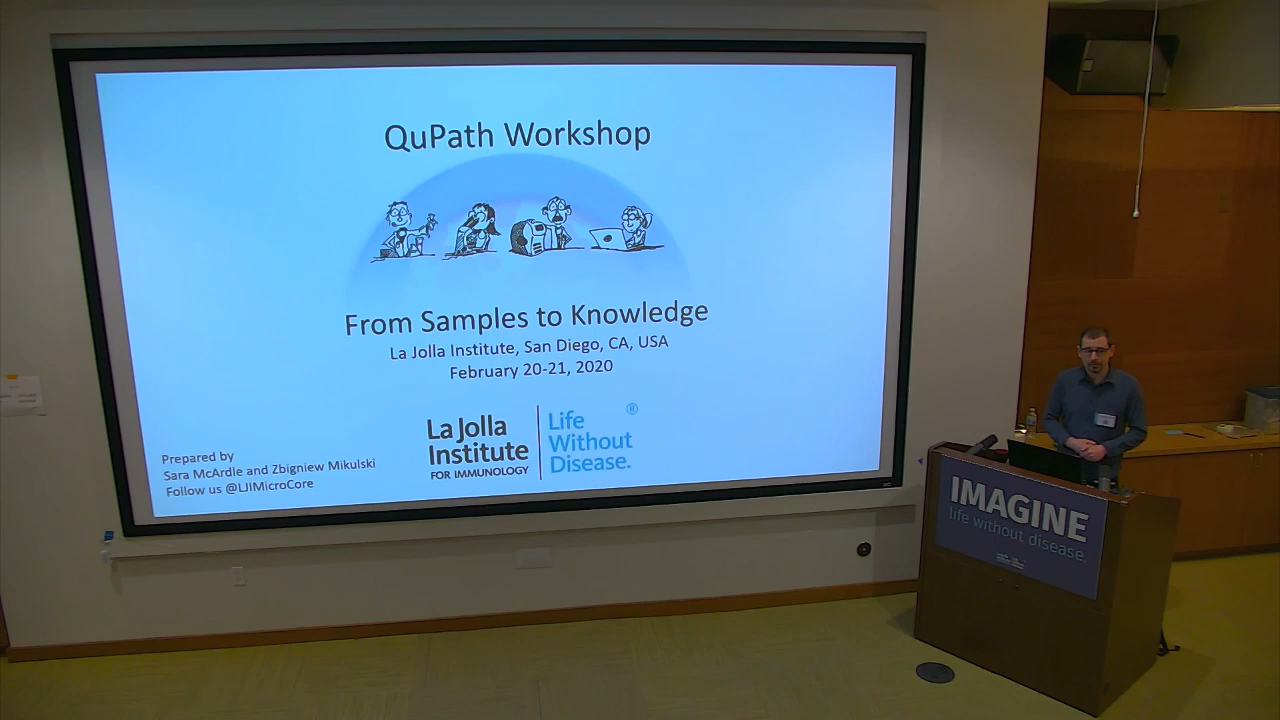 QuPath Workshop
From Samples to Knowledge
La Jolla Institute, San Diego, CA, USA
February 20-21, 2020
La Jolla
Institute
FOR IMMUNOLOGY
Life
Without
Disease.
®
Prepared by
Sara McArdle and Zbigniew Mikulski
Follow us @LJIMicroCore
IMAGINE
life without disease.